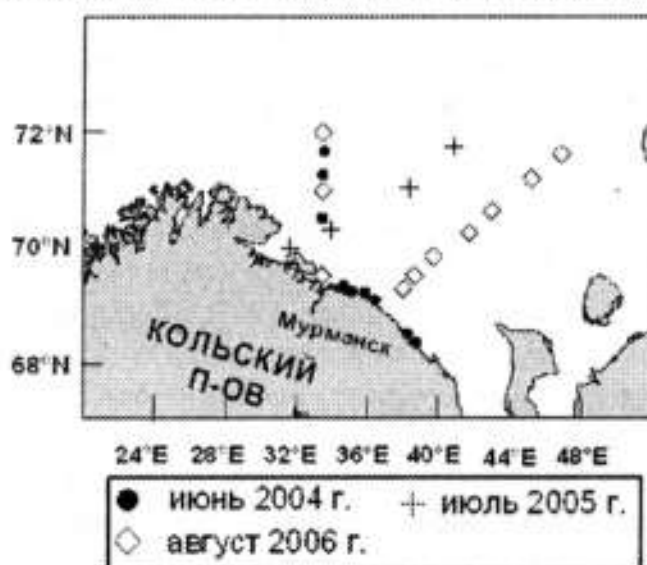 72°N
70°N
68°N
Мурманск
КОЛЬСКИЙ
П-ОВ
24°E 28°E 32°E 36°E 40°E 44°E 48°E
июнь 2004 г. июль 2005 г.
август 2006 г.